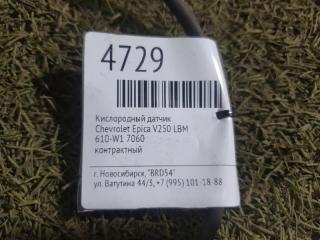 4729
Кислородный датчик
Chevrolet Epica V250 LBM
610-W1 7060
контрактный
г. Новосибирск, "BRD54"
ул. Ватутина 44/3, +7 (995) 101-18-88